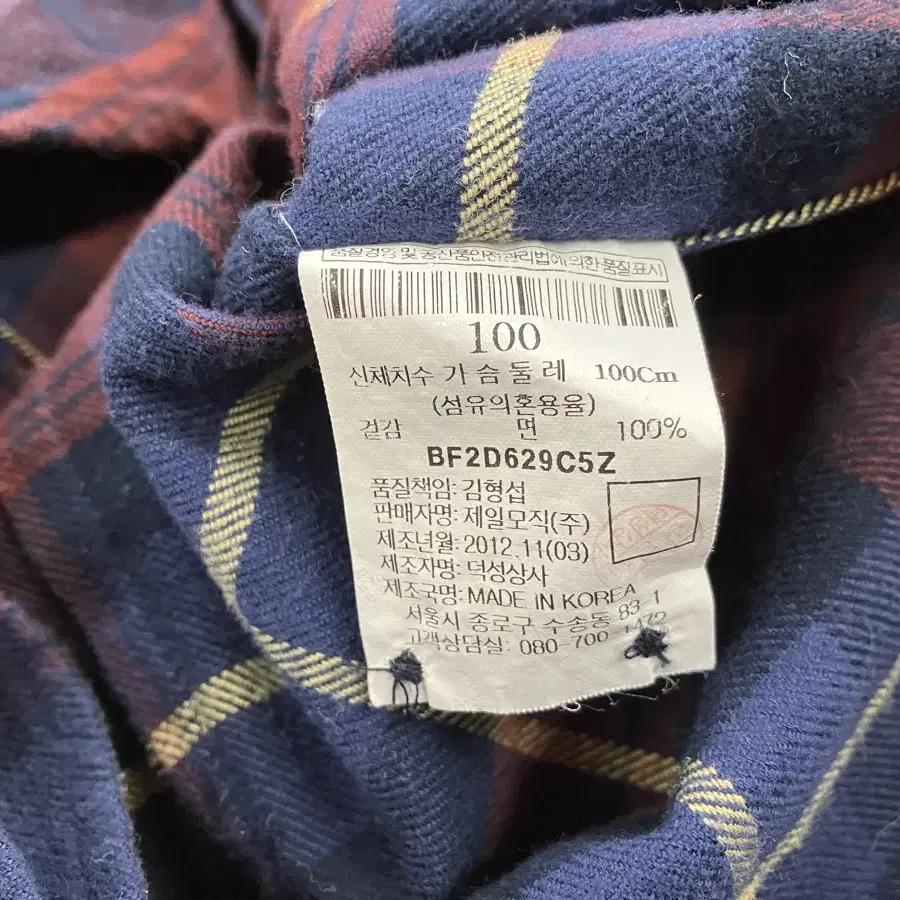 품질경영 및 공산품안전관리법에 의한 품질표시
100
신체치수 가 슴 둘 레 100Cm
(섬유의혼용율)
겉감 면 100%
BF2D629C5Z
품질책임: 김형섭
판매자명: 제일모직(주)
제조년월: 2012.11(03)
제조자명: 덕성상사
제조국명: MADE IN KOREA
서울시 종로구 수송동 83-1
고객상담실: 080-700-1472